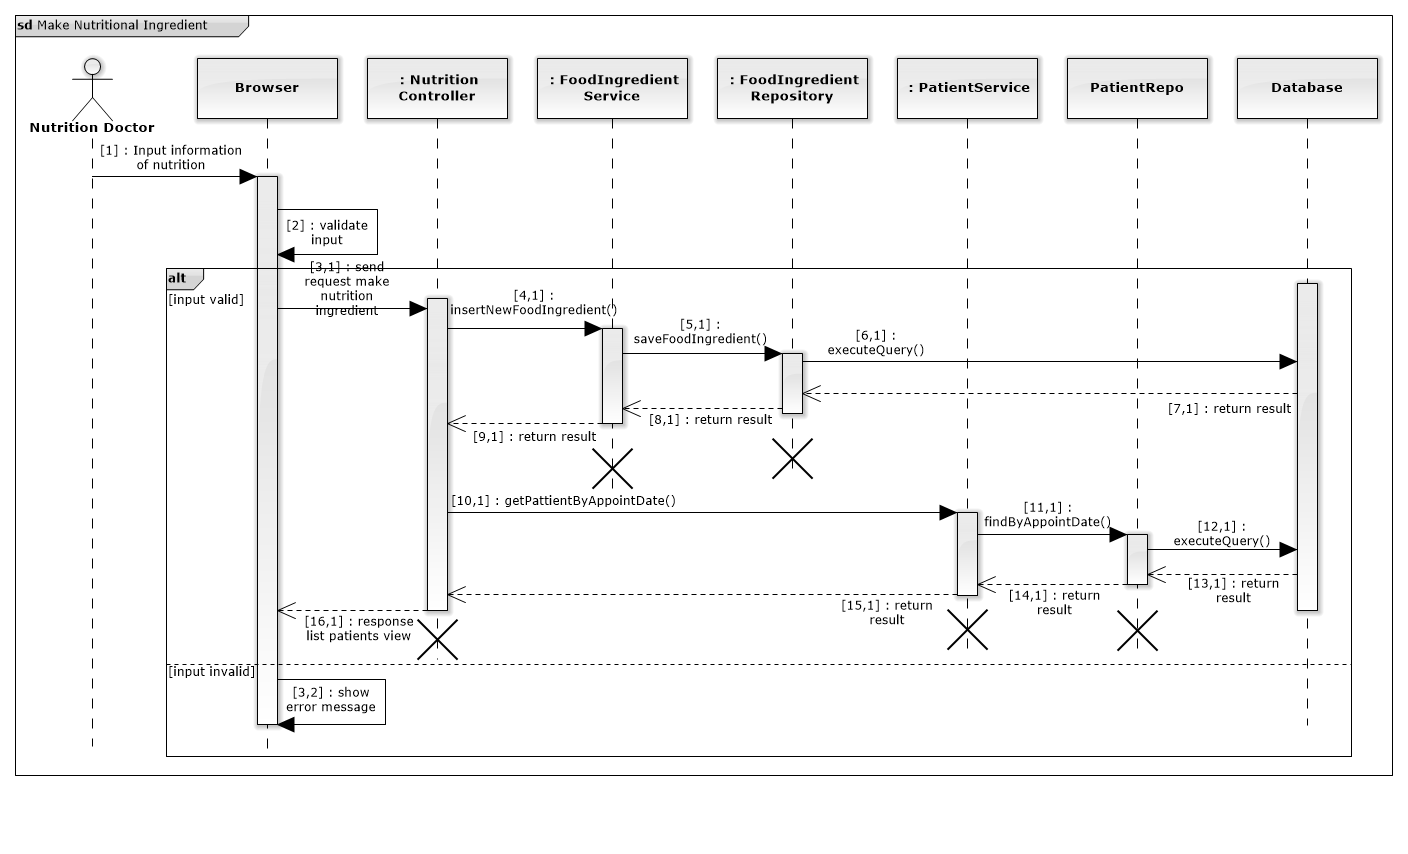 sd Make Nutritional Ingredient
Nutrition Doctor
Browser
: Nutrition
Controller
: FoodIngredient
Service
: FoodIngredient
Repository
: PatientService
PatientRepo
Database
[1] : Input information
of nutrition
[2] : validate
input
alt
[input valid]
[3,1] : send
request make
nutrition
ingredient
[4,1] :
insertNewFoodIngredient()
[5,1] :
saveFoodIngredient()
[6,1] :
executeQuery()
[7,1] : return result
[8,1] : return result
[9,1] : return result
[10,1] : getPattientByAppointDate()
[11,1] :
findByAppointDate()
[12,1] :
executeQuery()
[13,1] : return
result
[14,1] : return
result
[15,1] : return
result
[16,1] : response
list patients view
[input invalid]
[3,2] : show
error message